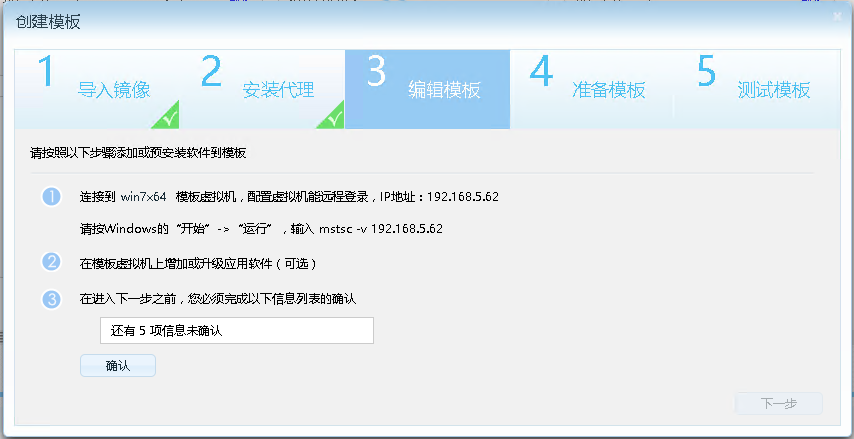 创建模板
1 导入镜像
2 安装代理
3 编辑模板
4 准备模板
5 测试模板
请按照以下步骤添加或预安装软件到模板
1 连接到 win7x64 模板虚拟机，配置虚拟机能远程登录，IP地址：192.168.5.62
请按Windows的“开始”->“运行”，输入 mstsc -v 192.168.5.62
2 在模板虚拟机上增加或升级应用软件（可选）
3 在进入下一步之前，您必须完成以下信息列表的确认
还有 5 项信息未确认
确认
下一步